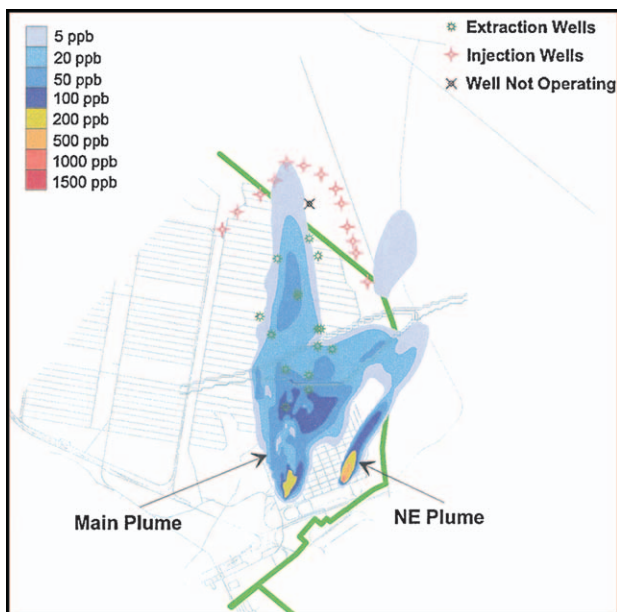 5 ppb
20 ppb
50 ppb
100 ppb
200 ppb
500 ppb
1000 ppb
1500 ppb
Extraction Wells
Injection Wells
Well Not Operating
Main Plume
NE Plume